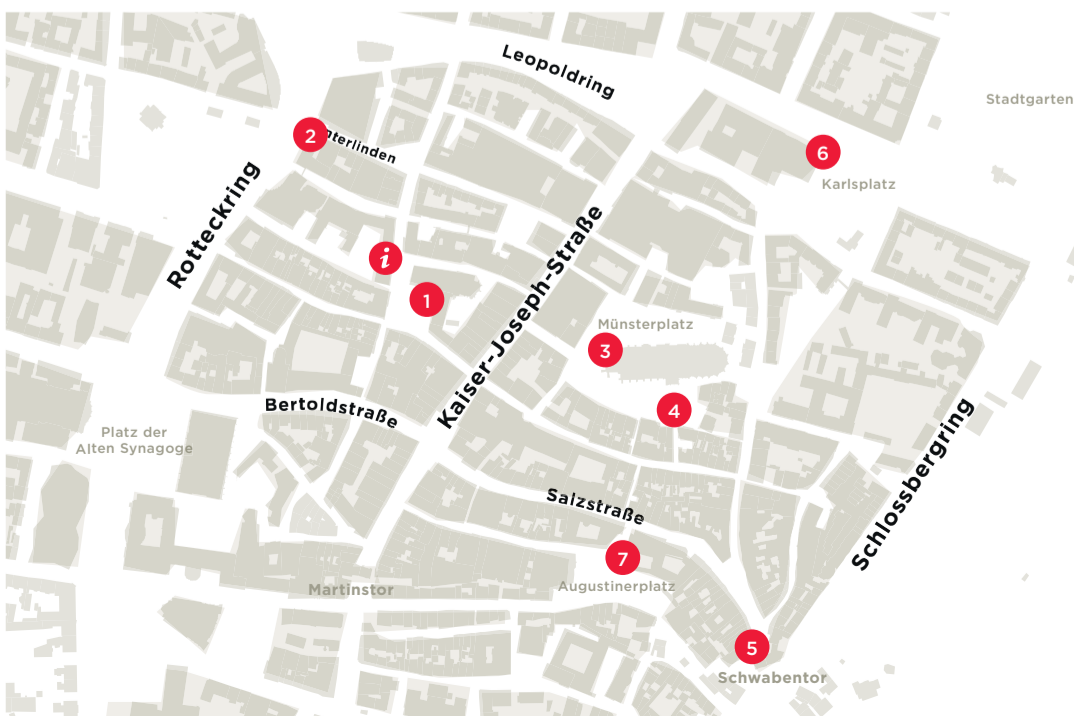 Leopoldring
Stadtgarten
2
nterlinden
6
Karlsplatz
Rotteckring
i
1
Kaiser-Joseph-Straße
Münsterplatz
3
4
Bertoldstraße
Platz der
Alten Synagoge
Schlossbergring
Salzstraße
7
Augustinerplatz
Martinstor
5
Schwabentor